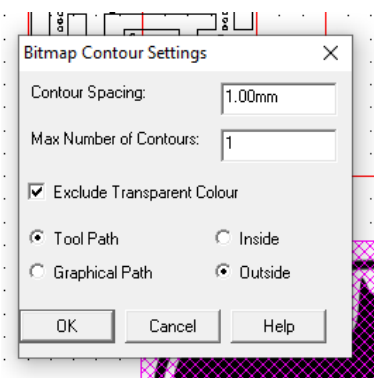 Bitmap Contour Settings
Contour Spacing: 1.00mm
Max Number of Contours: 1
Exclude Transparent Colour
Tool Path Inside
Graphical Path Outside
OK Cancel Help